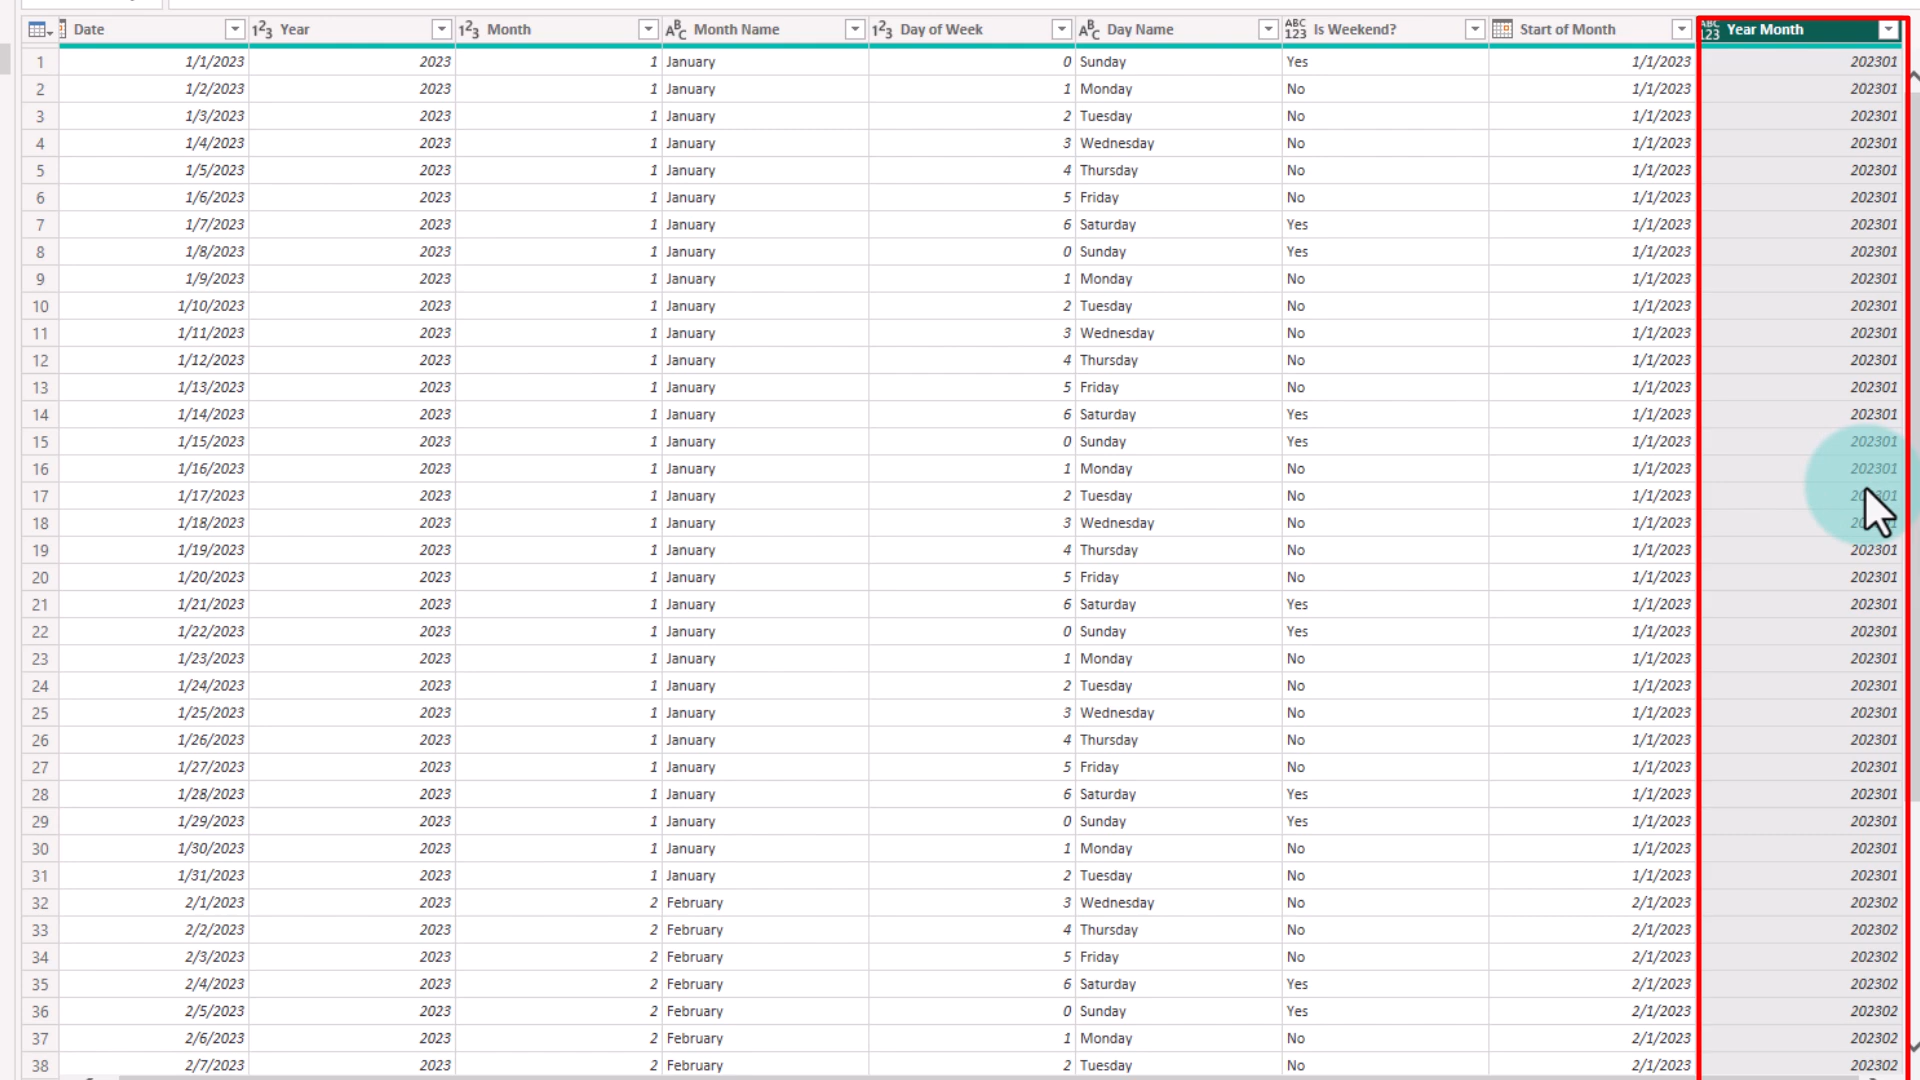 Date 1²3 Year 1²3 Month ABC Month Name 1²3 Day of Week ABC Day Name ABC 123 Is Weekend? Start of Month ABC 123 Year Month
1 1/1/2023 2023 1 January 0 Sunday Yes 1/1/2023 202301
2 1/2/2023 2023 1 January 1 Monday No 1/1/2023 202301
3 1/3/2023 2023 1 January 2 Tuesday No 1/1/2023 202301
4 1/4/2023 2023 1 January 3 Wednesday No 1/1/2023 202301
5 1/5/2023 2023 1 January 4 Thursday No 1/1/2023 202301
6 1/6/2023 2023 1 January 5 Friday No 1/1/2023 202301
7 1/7/2023 2023 1 January 6 Saturday Yes 1/1/2023 202301
8 1/8/2023 2023 1 January 0 Sunday Yes 1/1/2023 202301
9 1/9/2023 2023 1 January 1 Monday No 1/1/2023 202301
10 1/10/2023 2023 1 January 2 Tuesday No 1/1/2023 202301
11 1/11/2023 2023 1 January 3 Wednesday No 1/1/2023 202301
12 1/12/2023 2023 1 January 4 Thursday No 1/1/2023 202301
13 1/13/2023 2023 1 January 5 Friday No 1/1/2023 202301
14 1/14/2023 2023 1 January 6 Saturday Yes 1/1/2023 202301
15 1/15/2023 2023 1 January 0 Sunday Yes 1/1/2023 202301
16 1/16/2023 2023 1 January 1 Monday No 1/1/2023 202301
17 1/17/2023 2023 1 January 2 Tuesday No 1/1/2023
18 1/18/2023 2023 1 January 3 Wednesday No 1/1/2023
19 1/19/2023 2023 1 January 4 Thursday No 1/1/2023 202301
20 1/20/2023 2023 1 January 5 Friday No 1/1/2023 202301
21 1/21/2023 2023 1 January 6 Saturday Yes 1/1/2023 202301
22 1/22/2023 2023 1 January 0 Sunday Yes 1/1/2023 202301
23 1/23/2023 2023 1 January 1 Monday No 1/1/2023 202301
24 1/24/2023 2023 1 January 2 Tuesday No 1/1/2023 202301
25 1/25/2023 2023 1 January 3 Wednesday No 1/1/2023 202301
26 1/26/2023 2023 1 January 4 Thursday No 1/1/2023 202301
27 1/27/2023 2023 1 January 5 Friday No 1/1/2023 202301
28 1/28/2023 2023 1 January 6 Saturday Yes 1/1/2023 202301
29 1/29/2023 2023 1 January 0 Sunday Yes 1/1/2023 202301
30 1/30/2023 2023 1 January 1 Monday No 1/1/2023 202301
31 1/31/2023 2023 1 January 2 Tuesday No 1/1/2023 202301
32 2/1/2023 2023 2 February 3 Wednesday No 2/1/2023 202302
33 2/2/2023 2023 2 February 4 Thursday No 2/1/2023 202302
34 2/3/2023 2023 2 February 5 Friday No 2/1/2023 202302
35 2/4/2023 2023 2 February 6 Saturday Yes 2/1/2023 202302
36 2/5/2023 2023 2 February 0 Sunday Yes 2/1/2023 202302
37 2/6/2023 2023 2 February 1 Monday No 2/1/2023 202302
38 2/7/2023 2023 2 February 2 Tuesday No 2/1/2023 202302